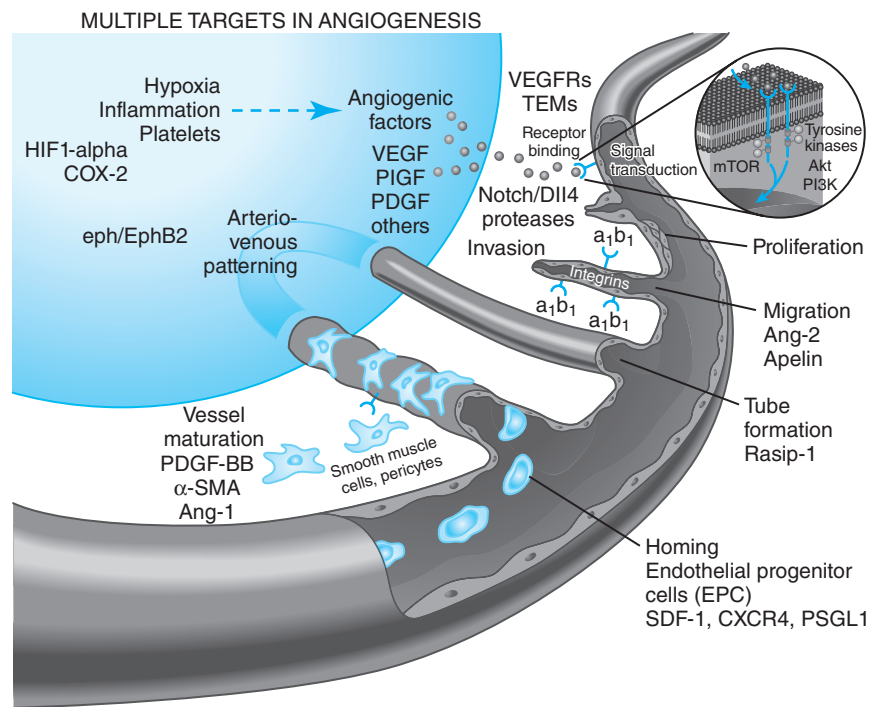 MULTIPLE TARGETS IN ANGIOGENESIS
Hypoxia
Inflammation
Platelets
HIF1-alpha
COX-2
Angiogenic
factors
VEGF
PIGF
PDGF
others
eph/EphB2
Arterio-
venous
patterning
VEGFRs
TEMs
Receptor
binding
Signal
transduction
Notch/DII4
proteases
Invasion
a₁b₁
Integrins
a₁b₁
a₁b₁
mTOR
Tyrosine
kinases
Akt
PI3K
Proliferation
Migration
Ang-2
Apelin
Tube
formation
Rasip-1
Vessel
maturation
PDGF-BB
α-SMA
Ang-1
Smooth muscle
cells, pericytes
Homing
Endothelial progenitor
cells (EPC)
SDF-1, CXCR4, PSGL1